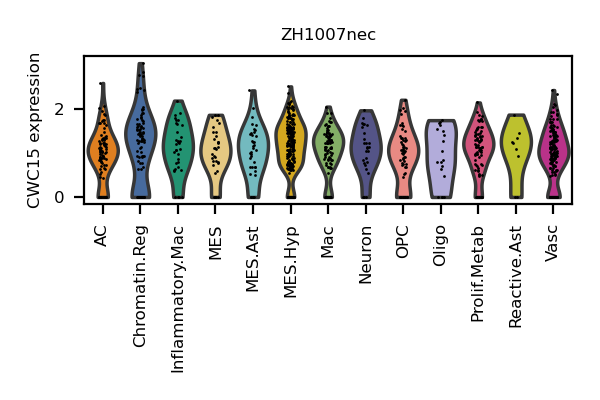 ZH1007nec
CWC15 expression
2
0
AC
Chromatin.Reg
Inflammatory.Mac
MES
MES.Ast
MES.Hyp
Mac
Neuron
OPC
Oligo
Prolif.Metab
Reactive.Ast
Vasc